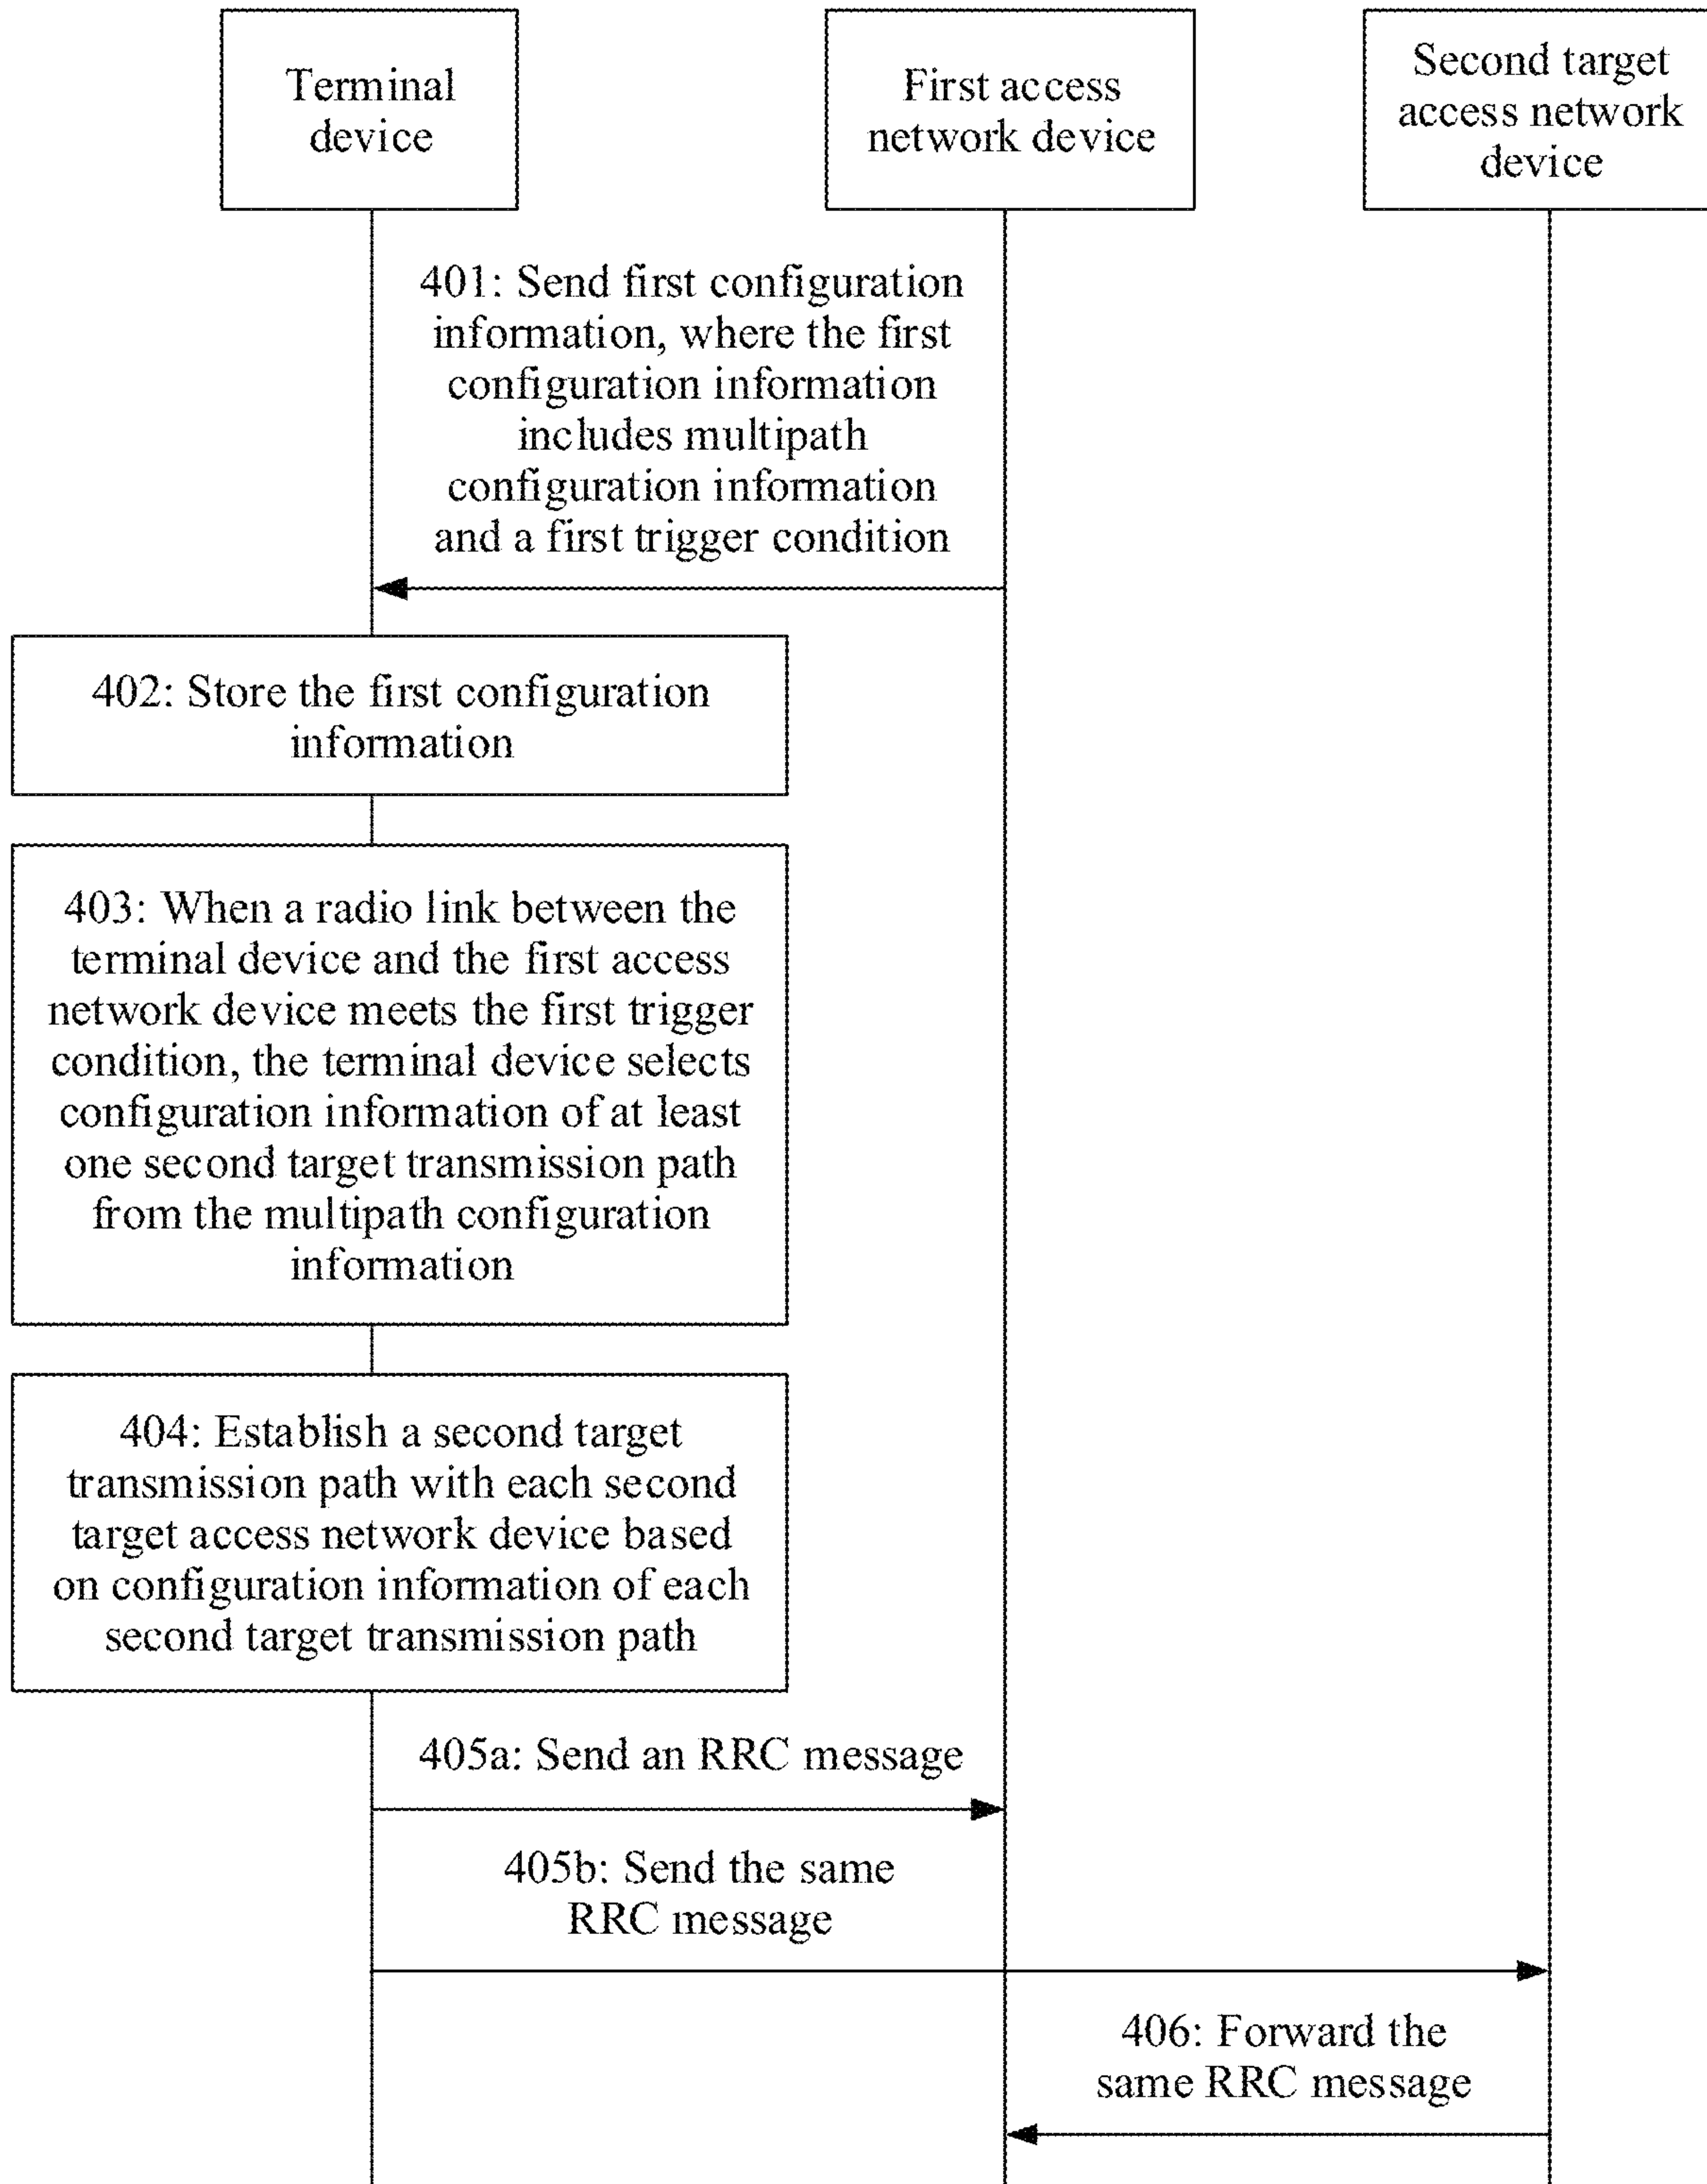 Terminal
device
First access
network device
Second target
access network
device
401: Send first configuration
information, where the first
configuration information
includes multipath
configuration information
and a first trigger condition
402: Store the first configuration
information
403: When a radio link between the
terminal device and the first access
network device meets the first trigger
condition, the terminal device selects
configuration information of at least
one second target transmission path
from the multipath configuration
information
404: Establish a second target
transmission path with each second
target access network device based
on configuration information of each
second target transmission path
405a: Send an RRC message
405b: Send the same
RRC message
406: Forward the
same RRC message